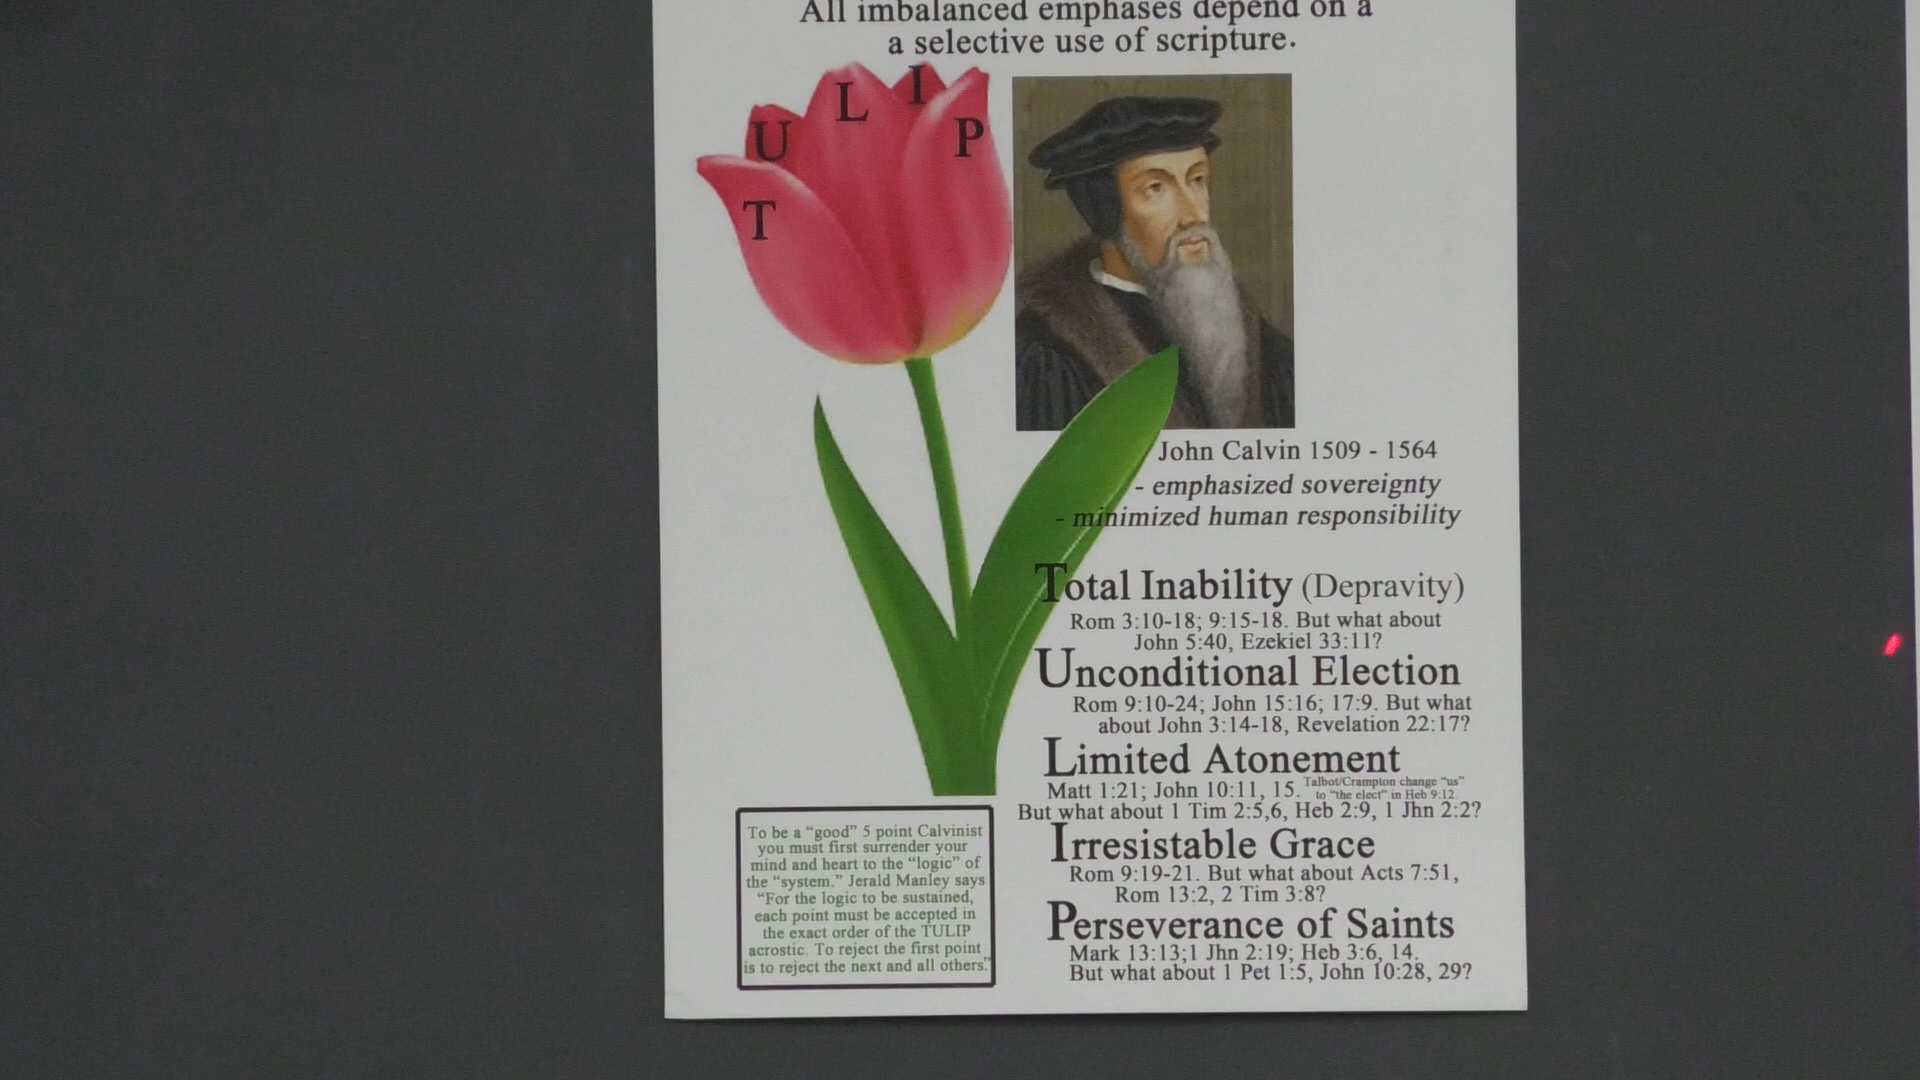 All imbalanced emphases depend on a
a selective use of scripture.
T U L I P
John Calvin 1509 - 1564
- emphasized sovereignty
- minimized human responsibility
Total Inability (Depravity)
Rom 3:10-18; 9:15-18. But what about
John 5:40, Ezekiel 33:11?
Unconditional Election
Rom 9:10-24; John 15:16; 17:9. But what
about John 3:14-18, Revelation 22:17?
Limited Atonement
Matt 1:21; John 10:11, 15. Talbot/Crampton change "us"
to "the elect" in Heb 9:12.
But what about 1 Tim 2:5,6, Heb 2:9, 1 Jhn 2:2?
Irresistable Grace
Rom 9:19-21. But what about Acts 7:51,
Rom 13:2, 2 Tim 3:8?
Perseverance of Saints
Mark 13:13;1 Jhn 2:19; Heb 3:6, 14.
But what about 1 Pet 1:5, John 10:28, 29?
To be a "good" 5 point Calvinist
you must first surrender your
mind and heart to the "logic" of
the "system." Jerald Manley says
"For the logic to be sustained,
each point must be accepted in
the exact order of the TULIP
acrostic. To reject the first point
is to reject the next and all others."